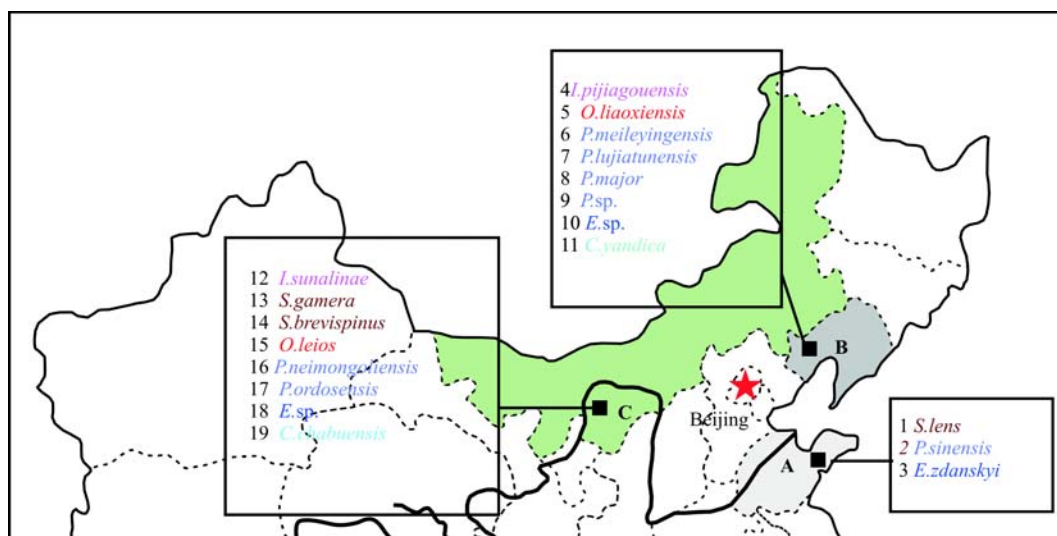 4 I.pijiagouensis
5 O.liaoxiensis
6 P.meileyingensis
7 P.lujiatunensis
8 P.major
9 P.sp.
10 E.sp.
11 C.yandica
12 I.sunalinae
13 S.gamera
14 S.brevispinus
15 O.leios
16 P.neimongoliensis
17 P.ordosensis
18 E.sp.
19 C.chabuensis
B
C
Beijing
A
1 S.lens
2 P.sinensis
3 E.zdanskyi